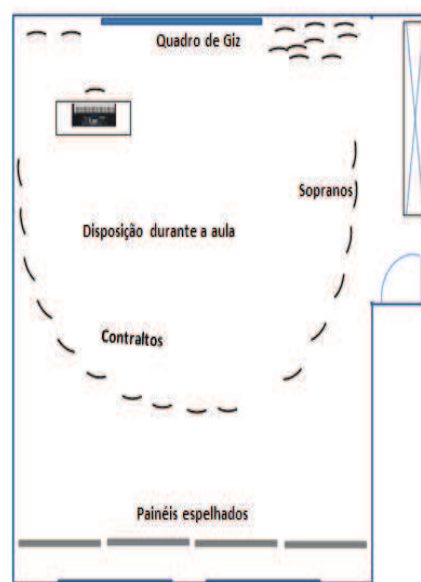 Quadro de Giz
Sopranos
Disposição durante a aula
Contraltos
Painéis espelhados